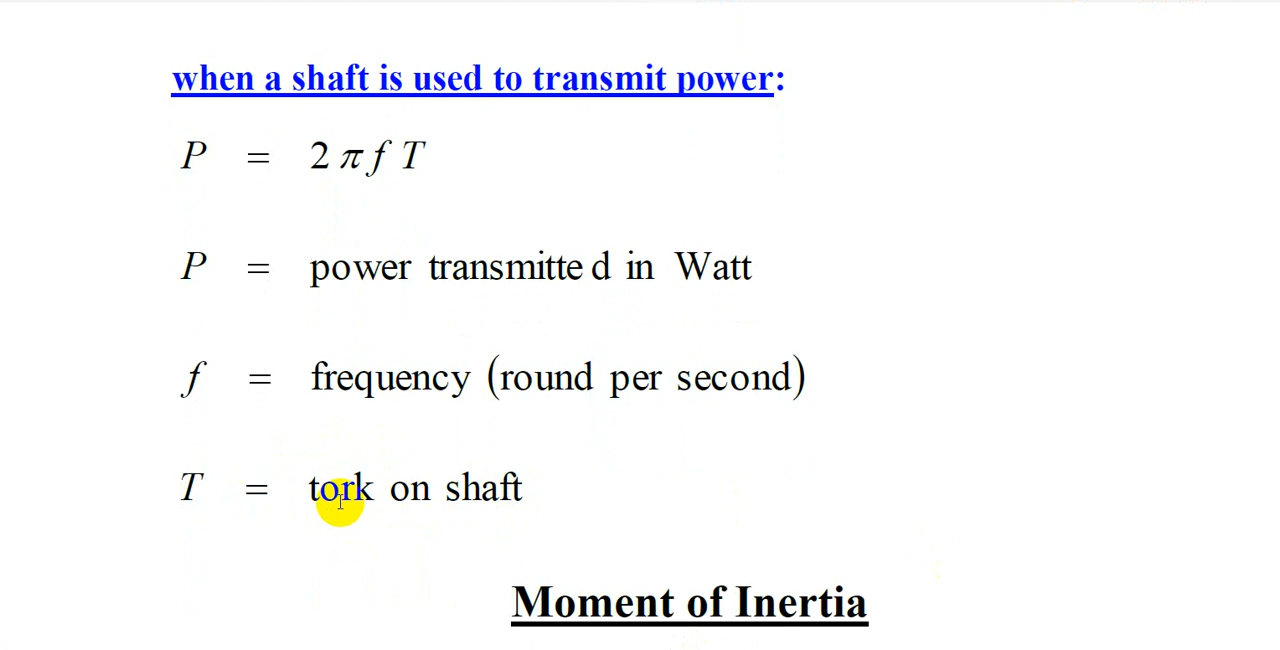 when a shaft is used to transmit power:
P = 2 π f T
P = power transmitte d in Watt
f = frequency (round per second)
T = tork on shaft
Moment of Inertia